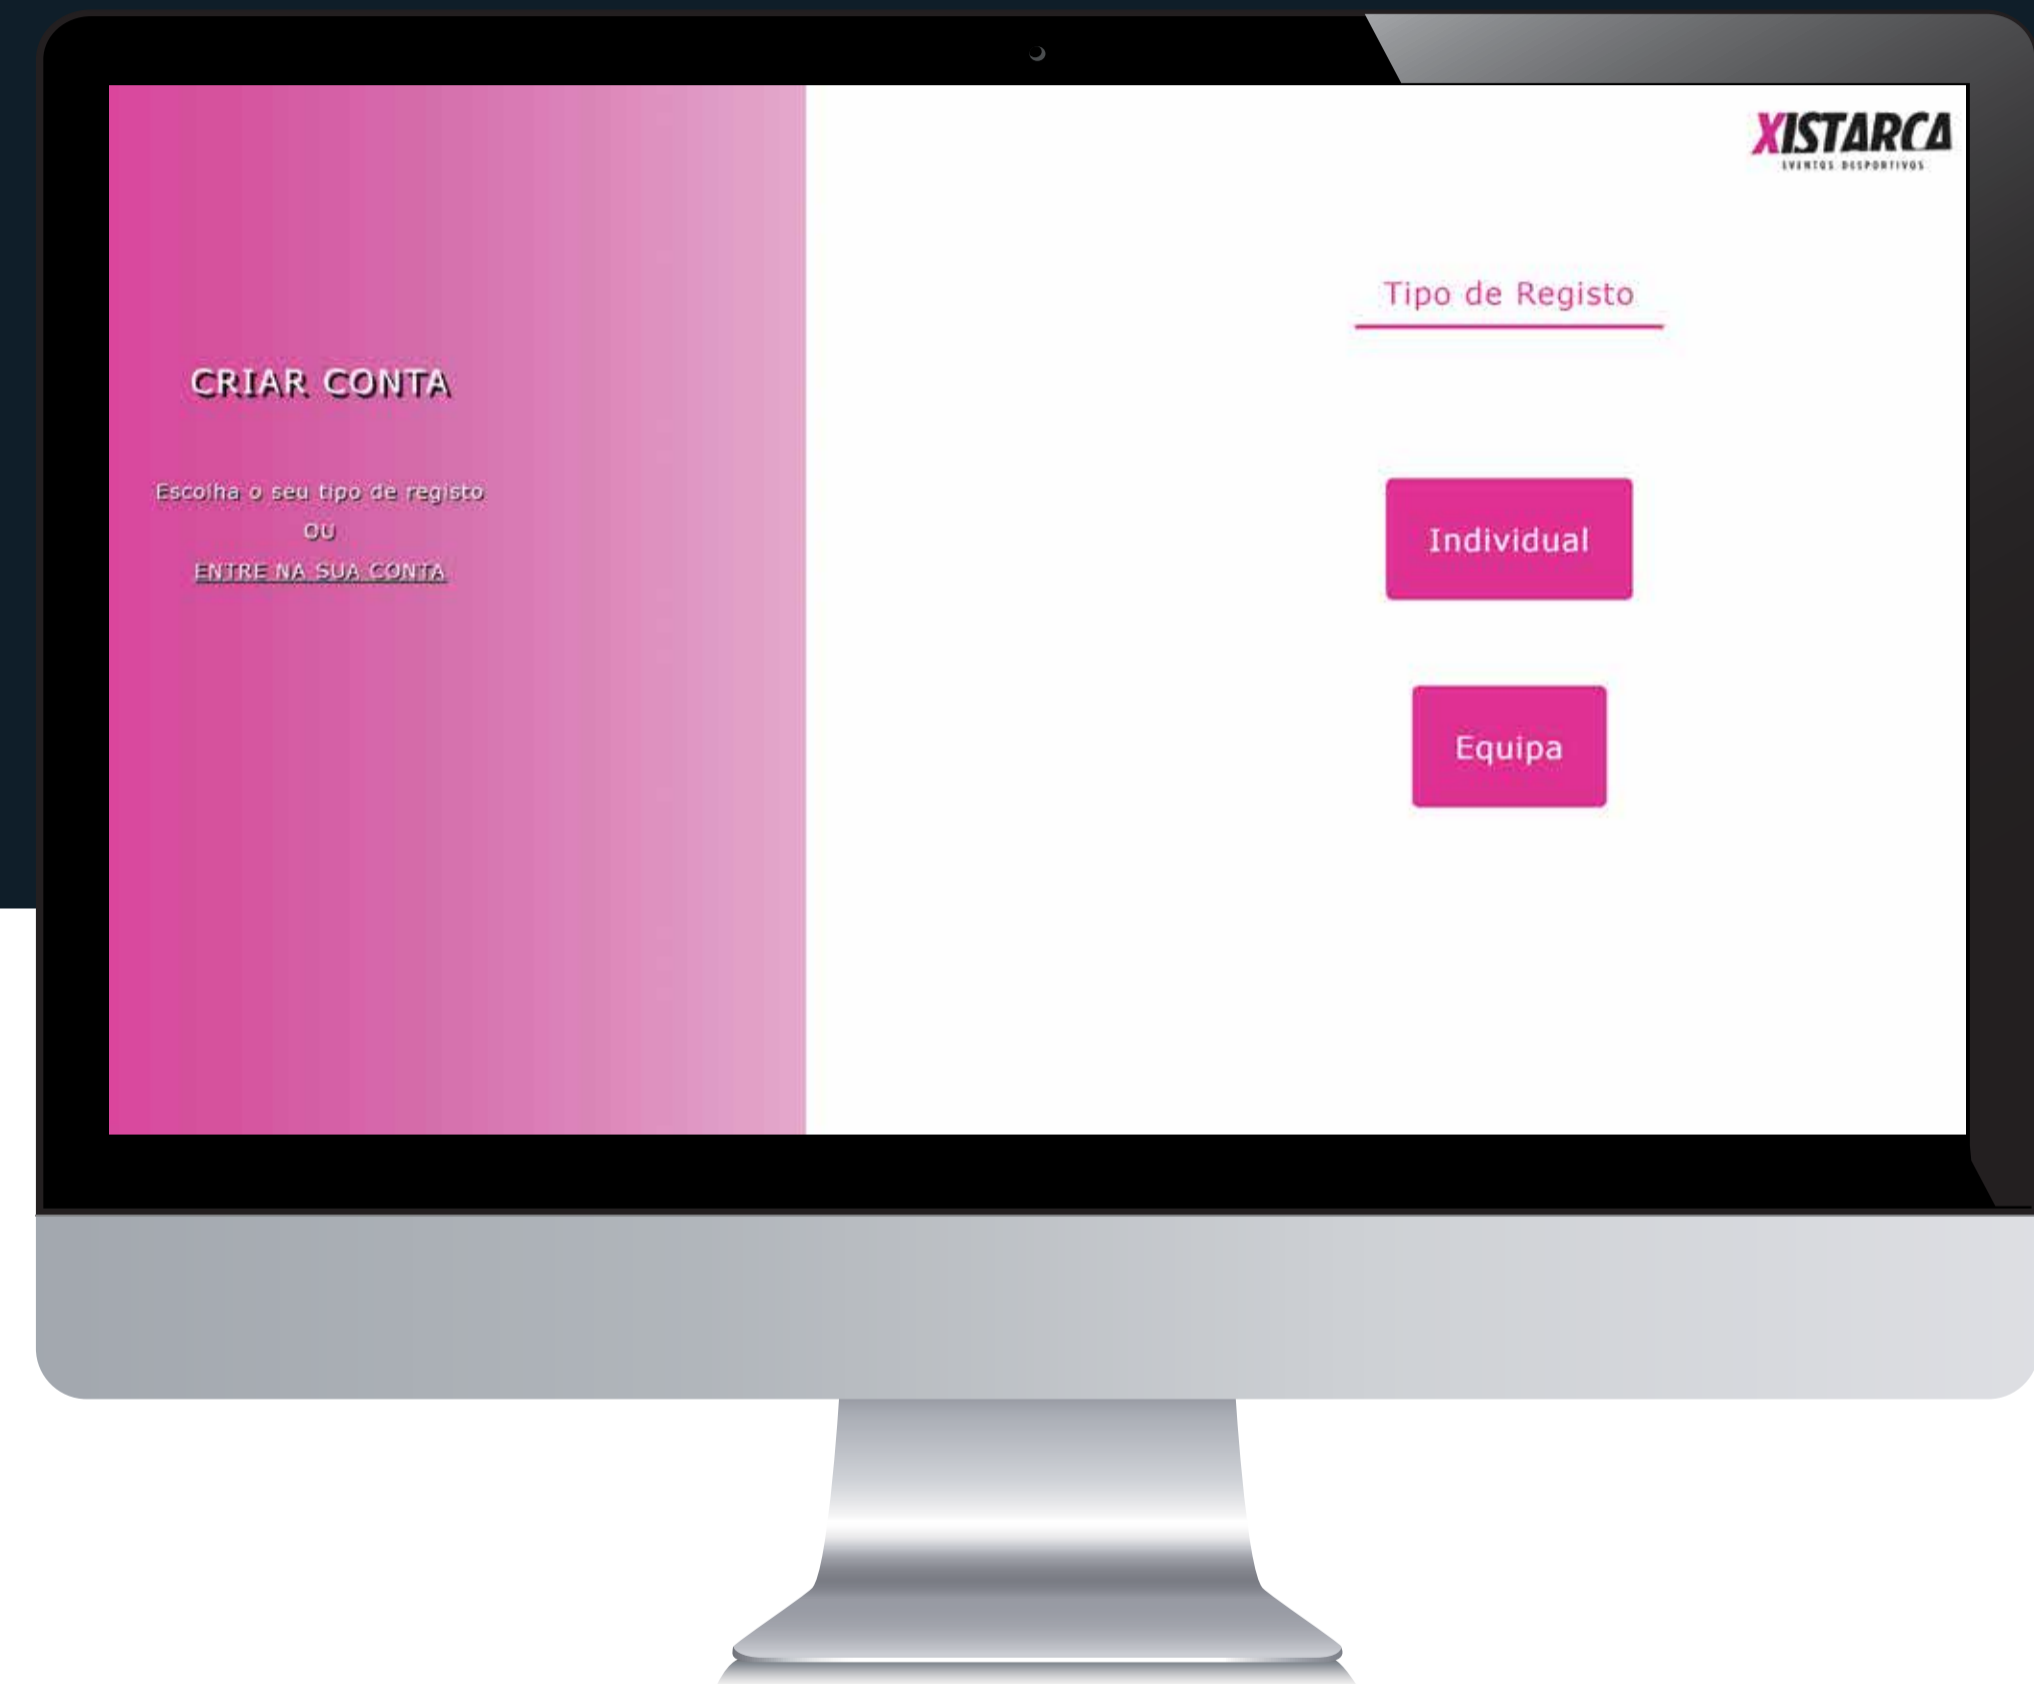 XISTARCA
EVENTOS DESPORTIVOS
CRIAR CONTA
Escolha o seu tipo de registo
OU
ENTRE NA SUA CONTA
Tipo de Registo
Individual
Equipa